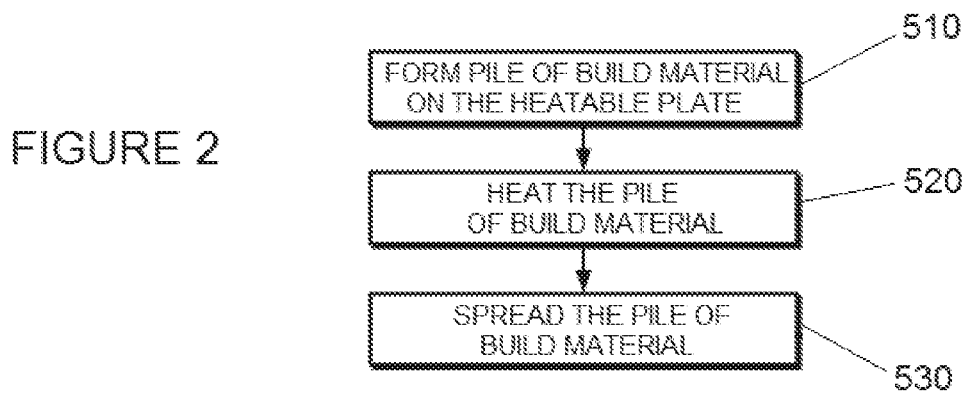 510
FORM PILE OF BUILD MATERIAL
ON THE HEATABLE PLATE
FIGURE 2
520
HEAT THE PILE
OF BUILD MATERIAL
SPREAD THE PILE OF
BUILD MATERIAL
530